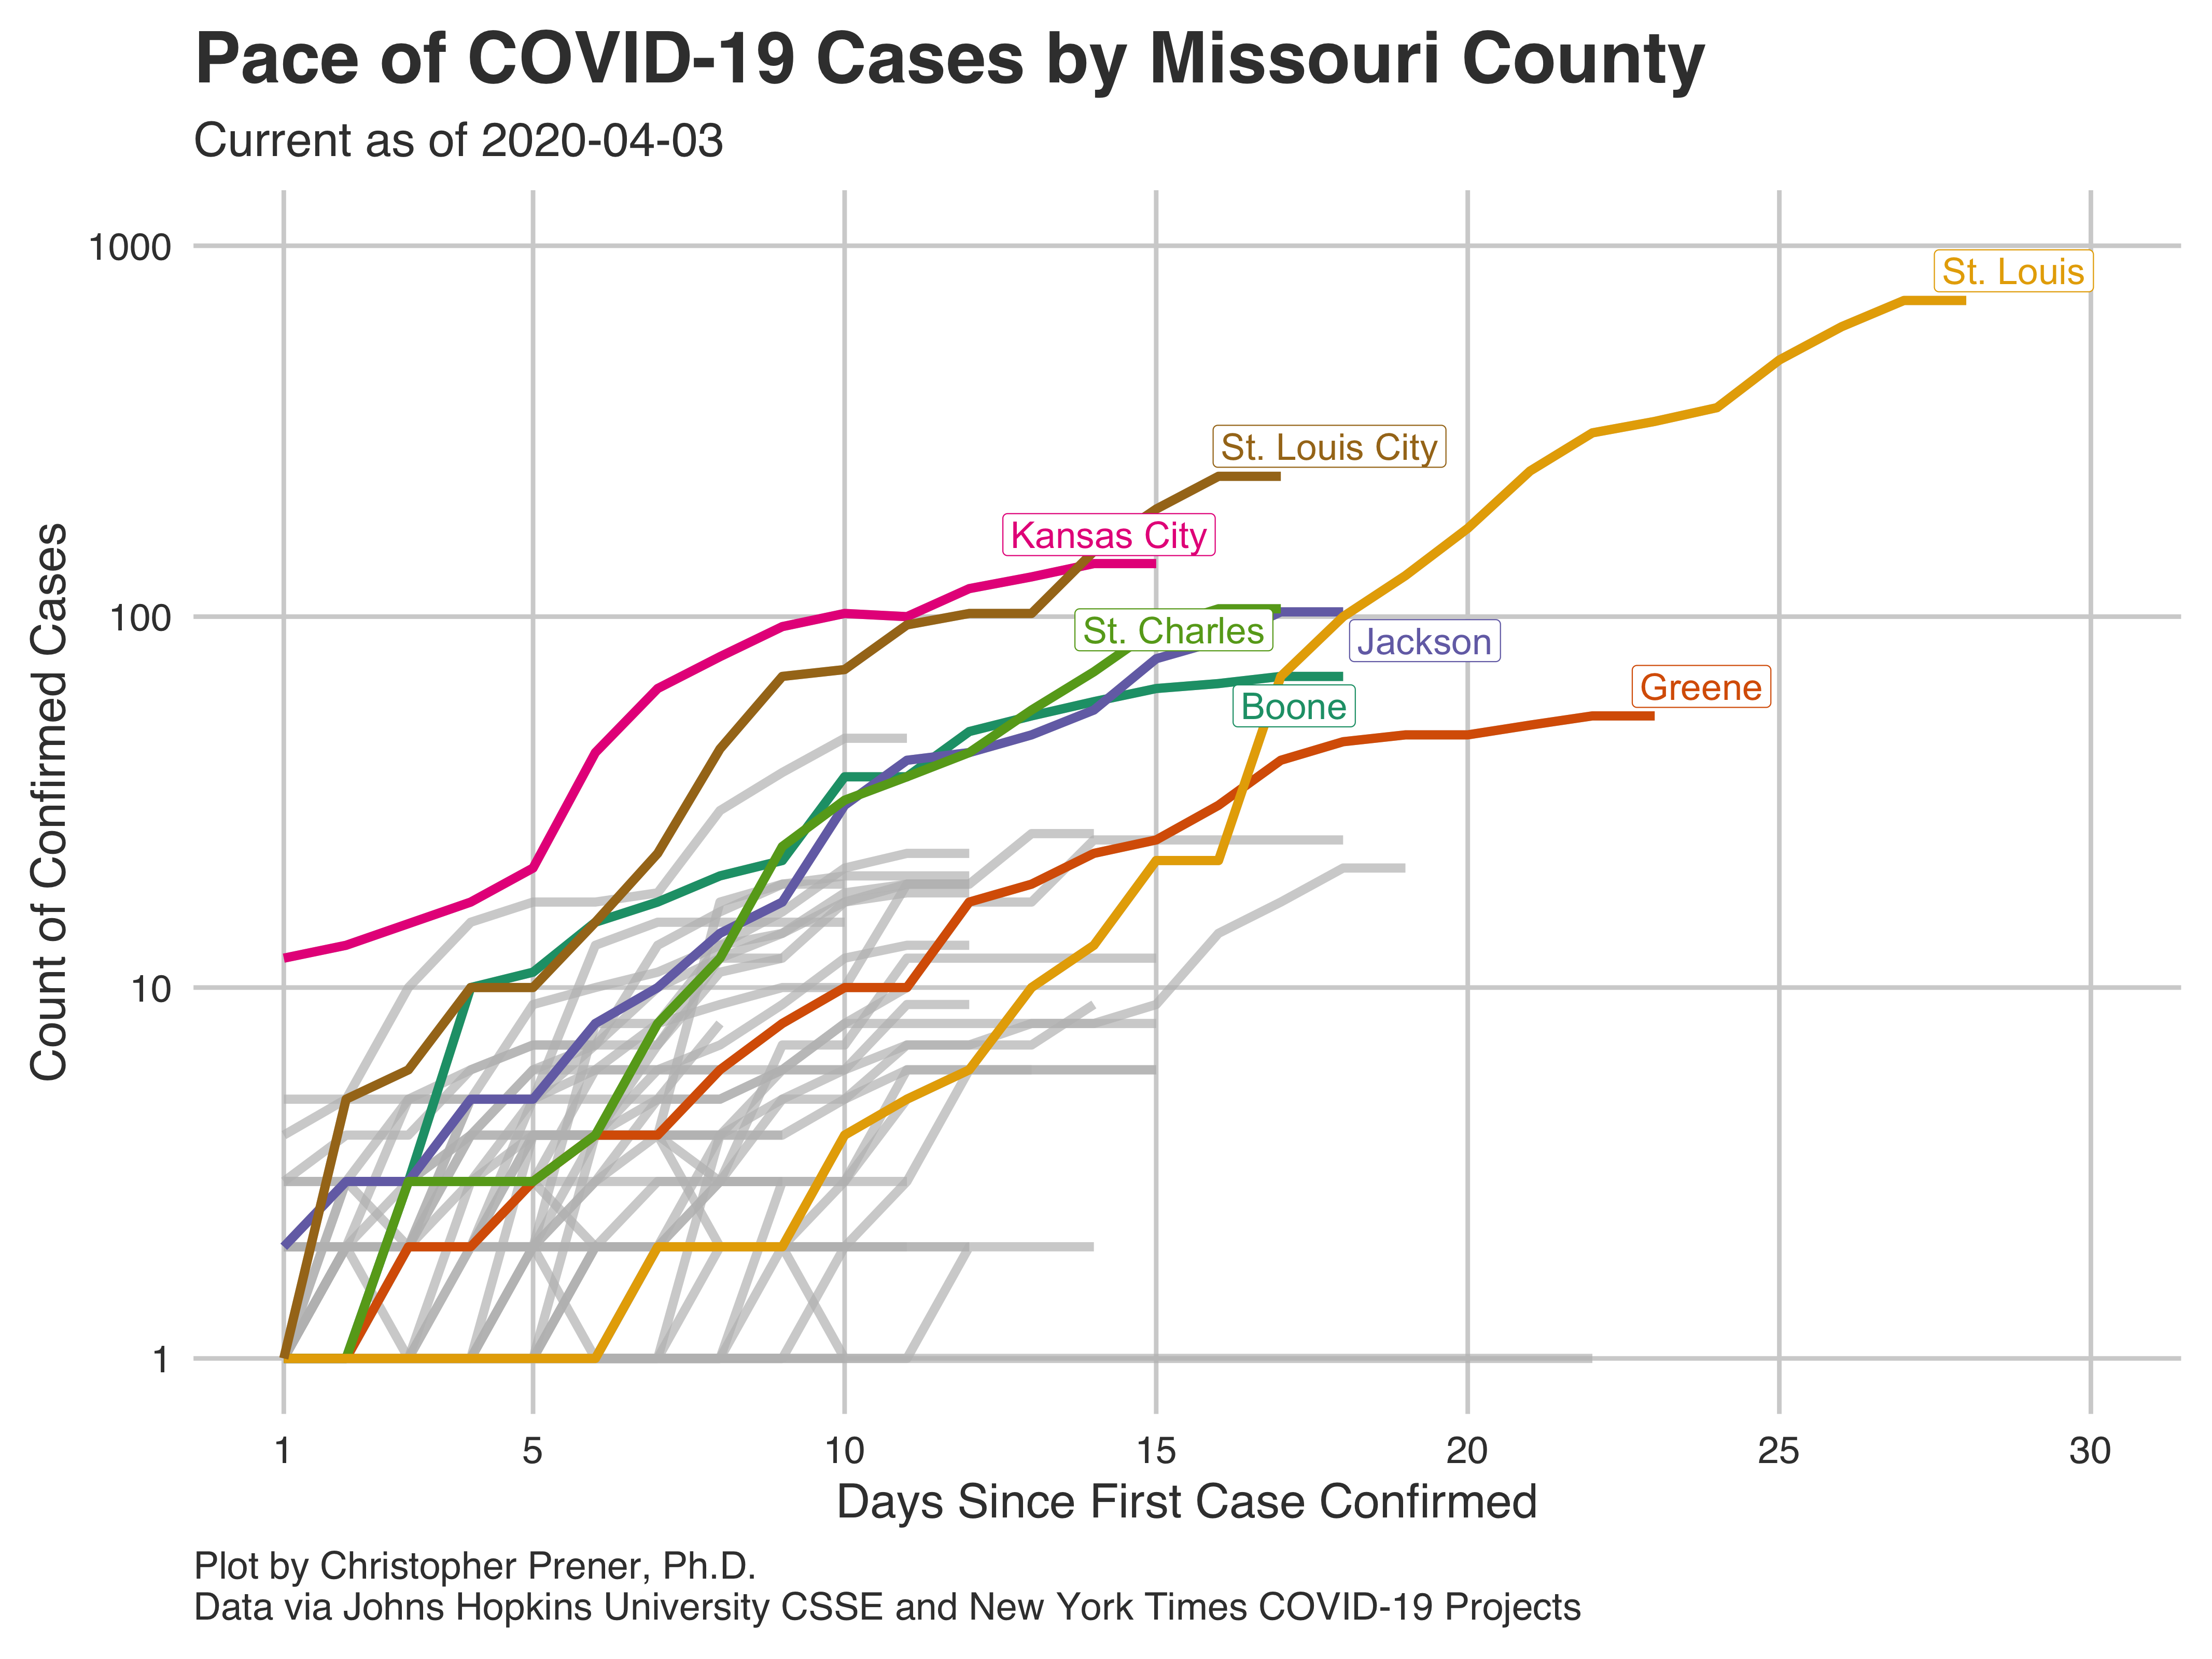 Pace of COVID-19 Cases by Missouri County
Current as of 2020-04-03
1000
St. Louis
St. Louis City
Kansas City
100
St. Charles
Jackson
Greene
Boone
Count of Confirmed Cases
10
1
1 5 10 15 20 25 30
Days Since First Case Confirmed
Plot by Christopher Prener, Ph.D.
Data via Johns Hopkins University CSSE and New York Times COVID-19 Projects